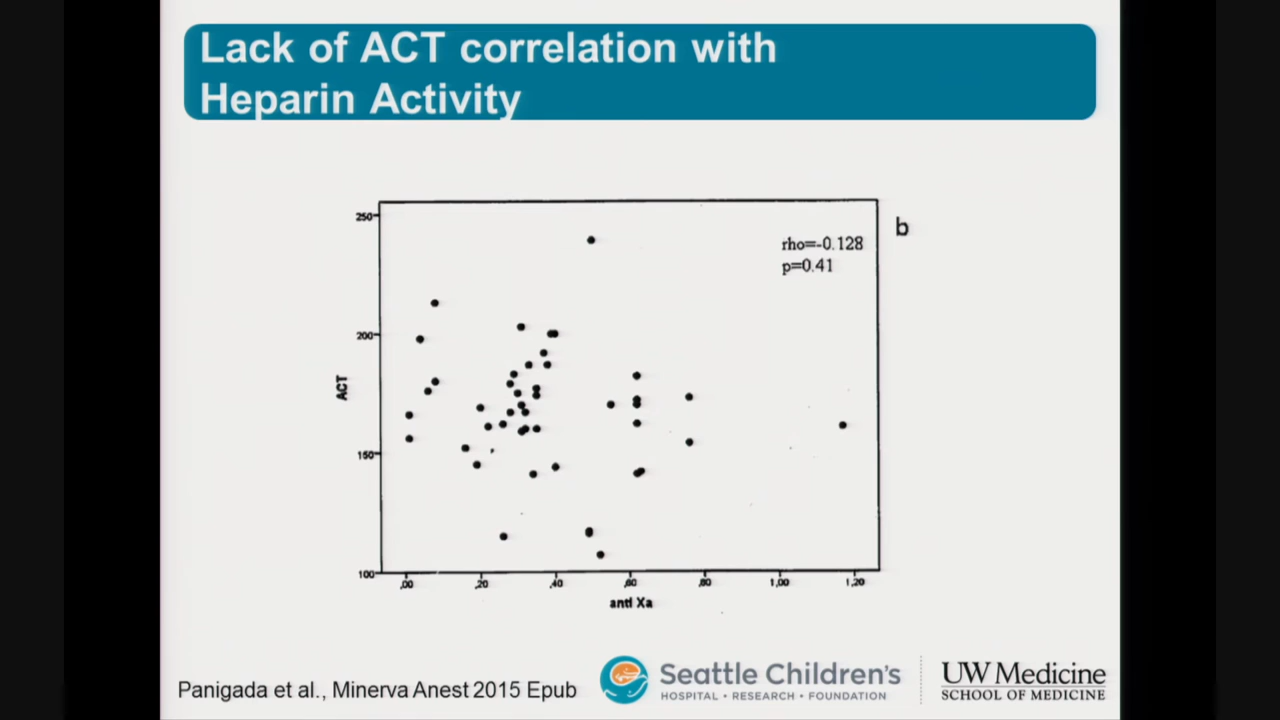 Lack of ACT correlation with
Heparin Activity
250
b
rho=-0.128
p=0.41
200
ACT
150
100
,00
,20
,40
,60
,80
1,00
1,20
anti Xa
Panigada et al., Minerva Anest 2015 Epub
Seattle Children's
HOSPITAL • RESEARCH • FOUNDATION
UW Medicine
SCHOOL OF MEDICINE